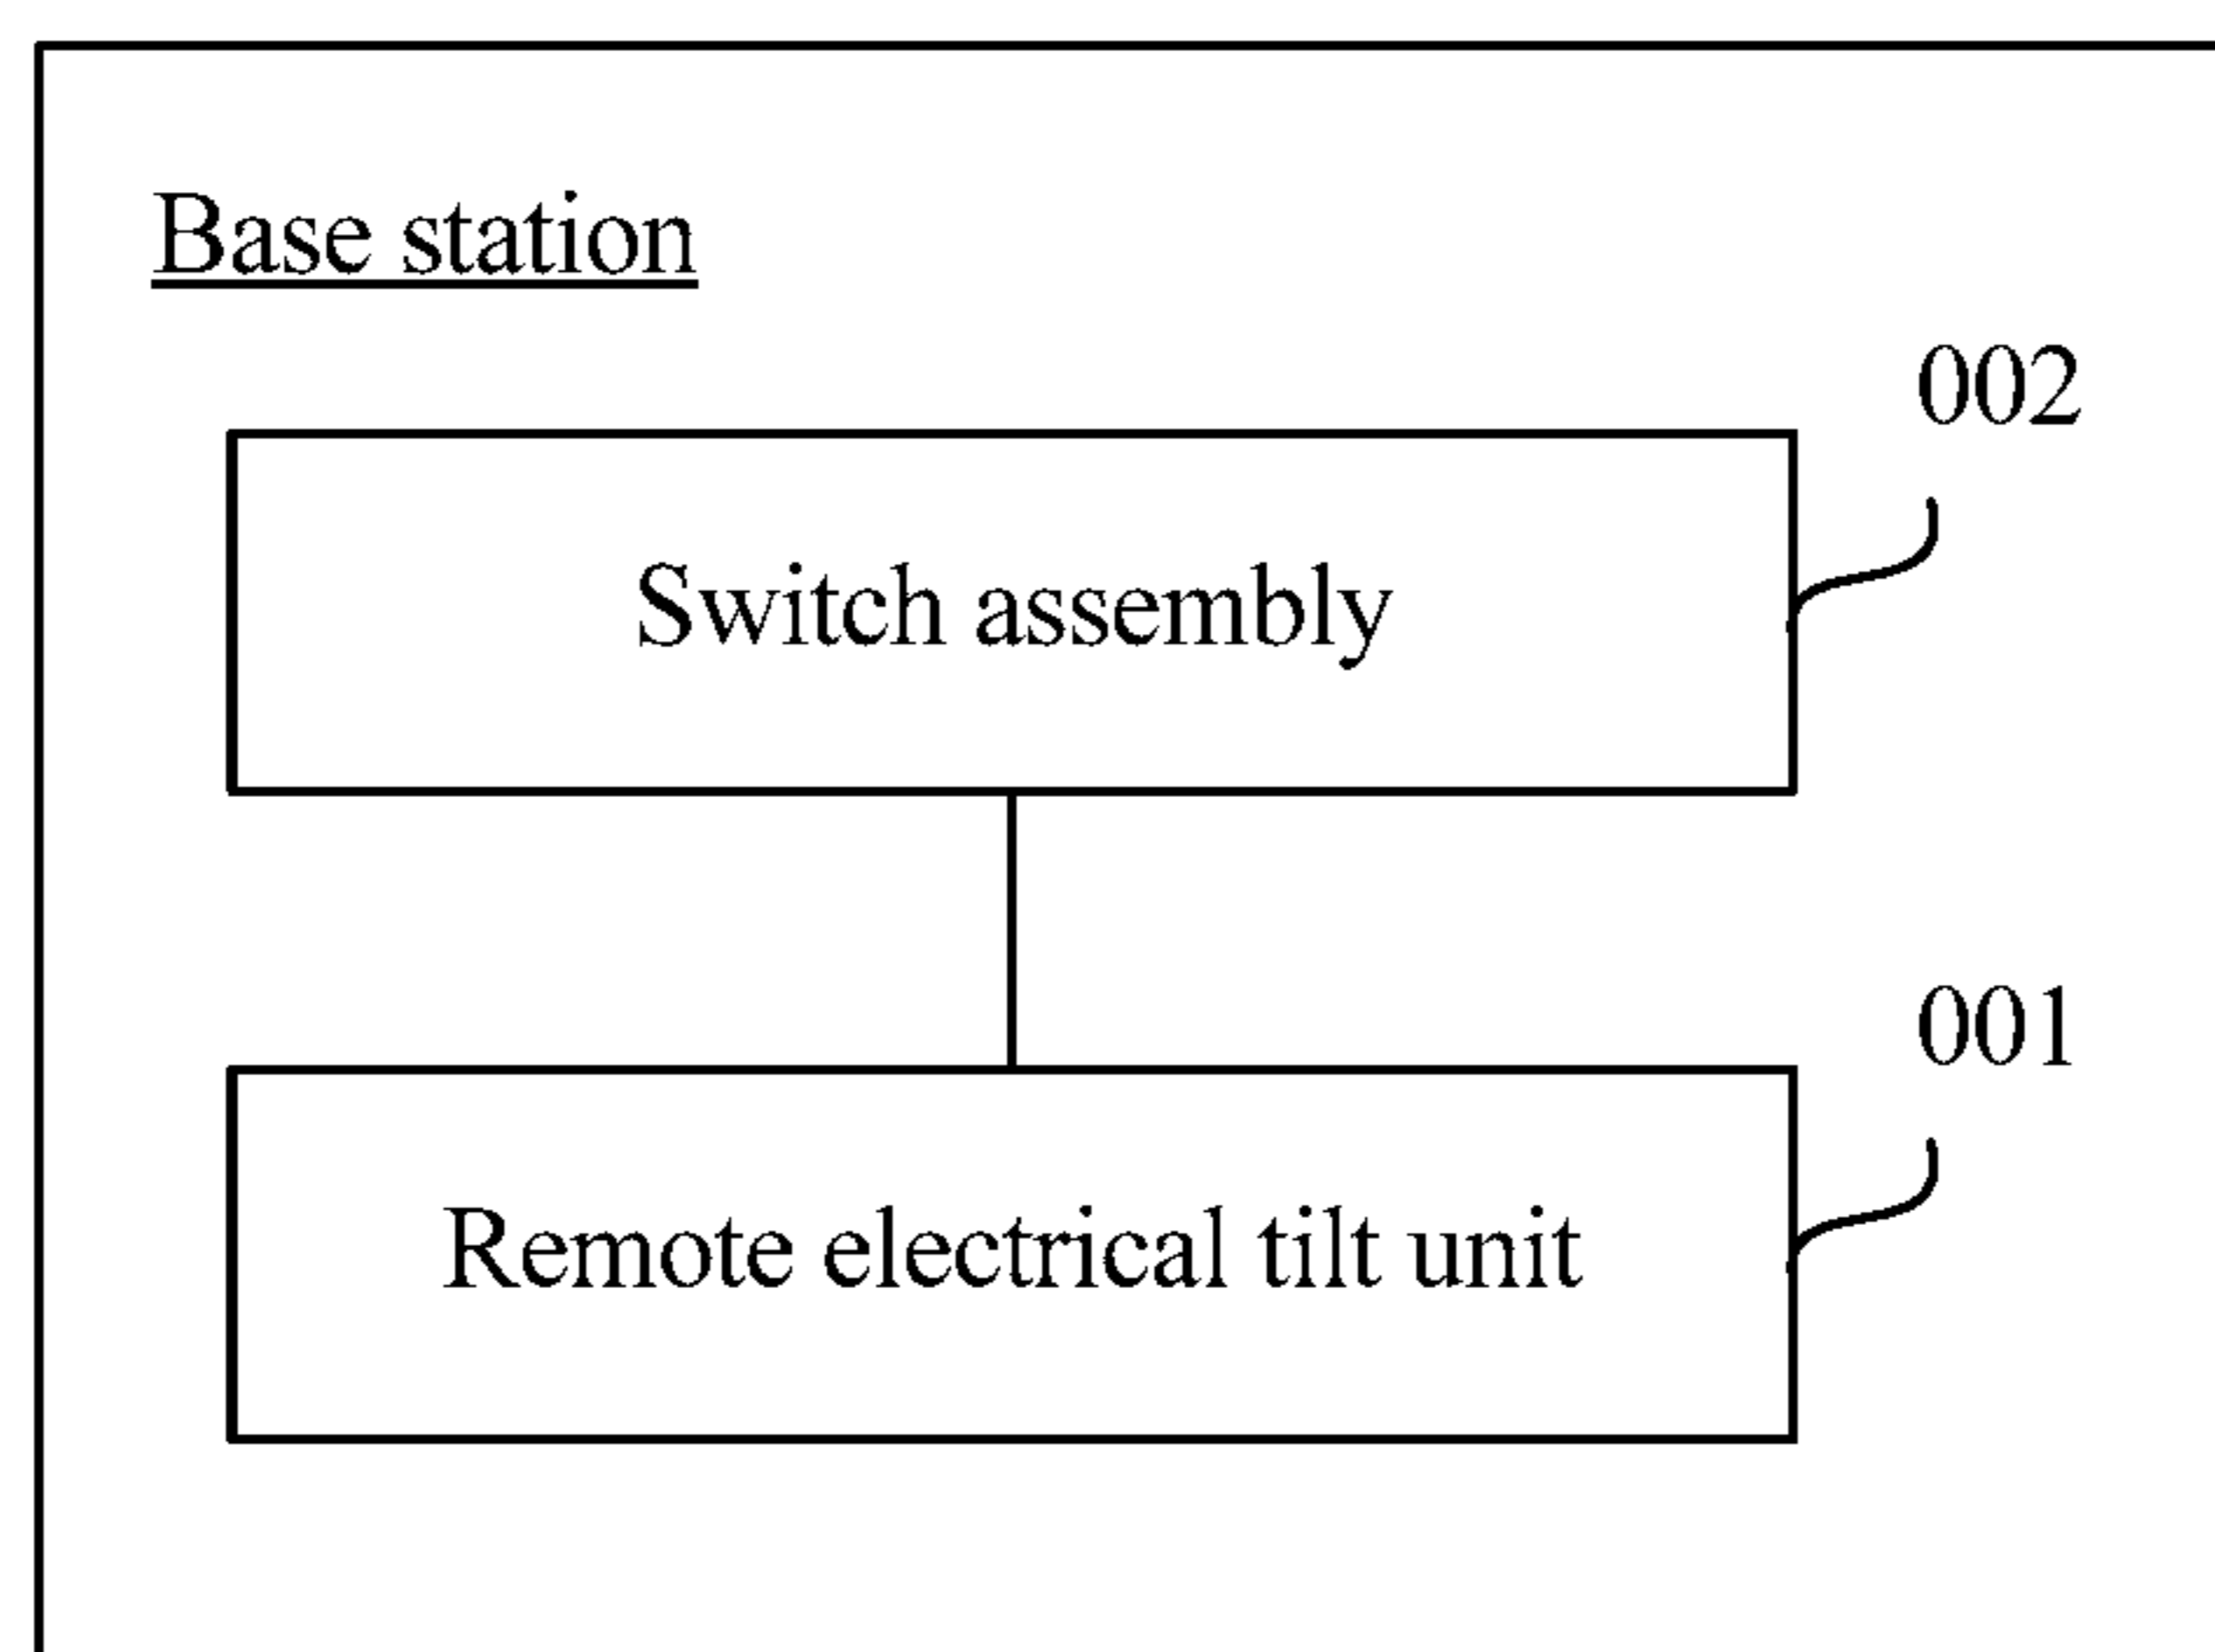 Base station
002
Switch assembly
001
Remote electrical tilt unit